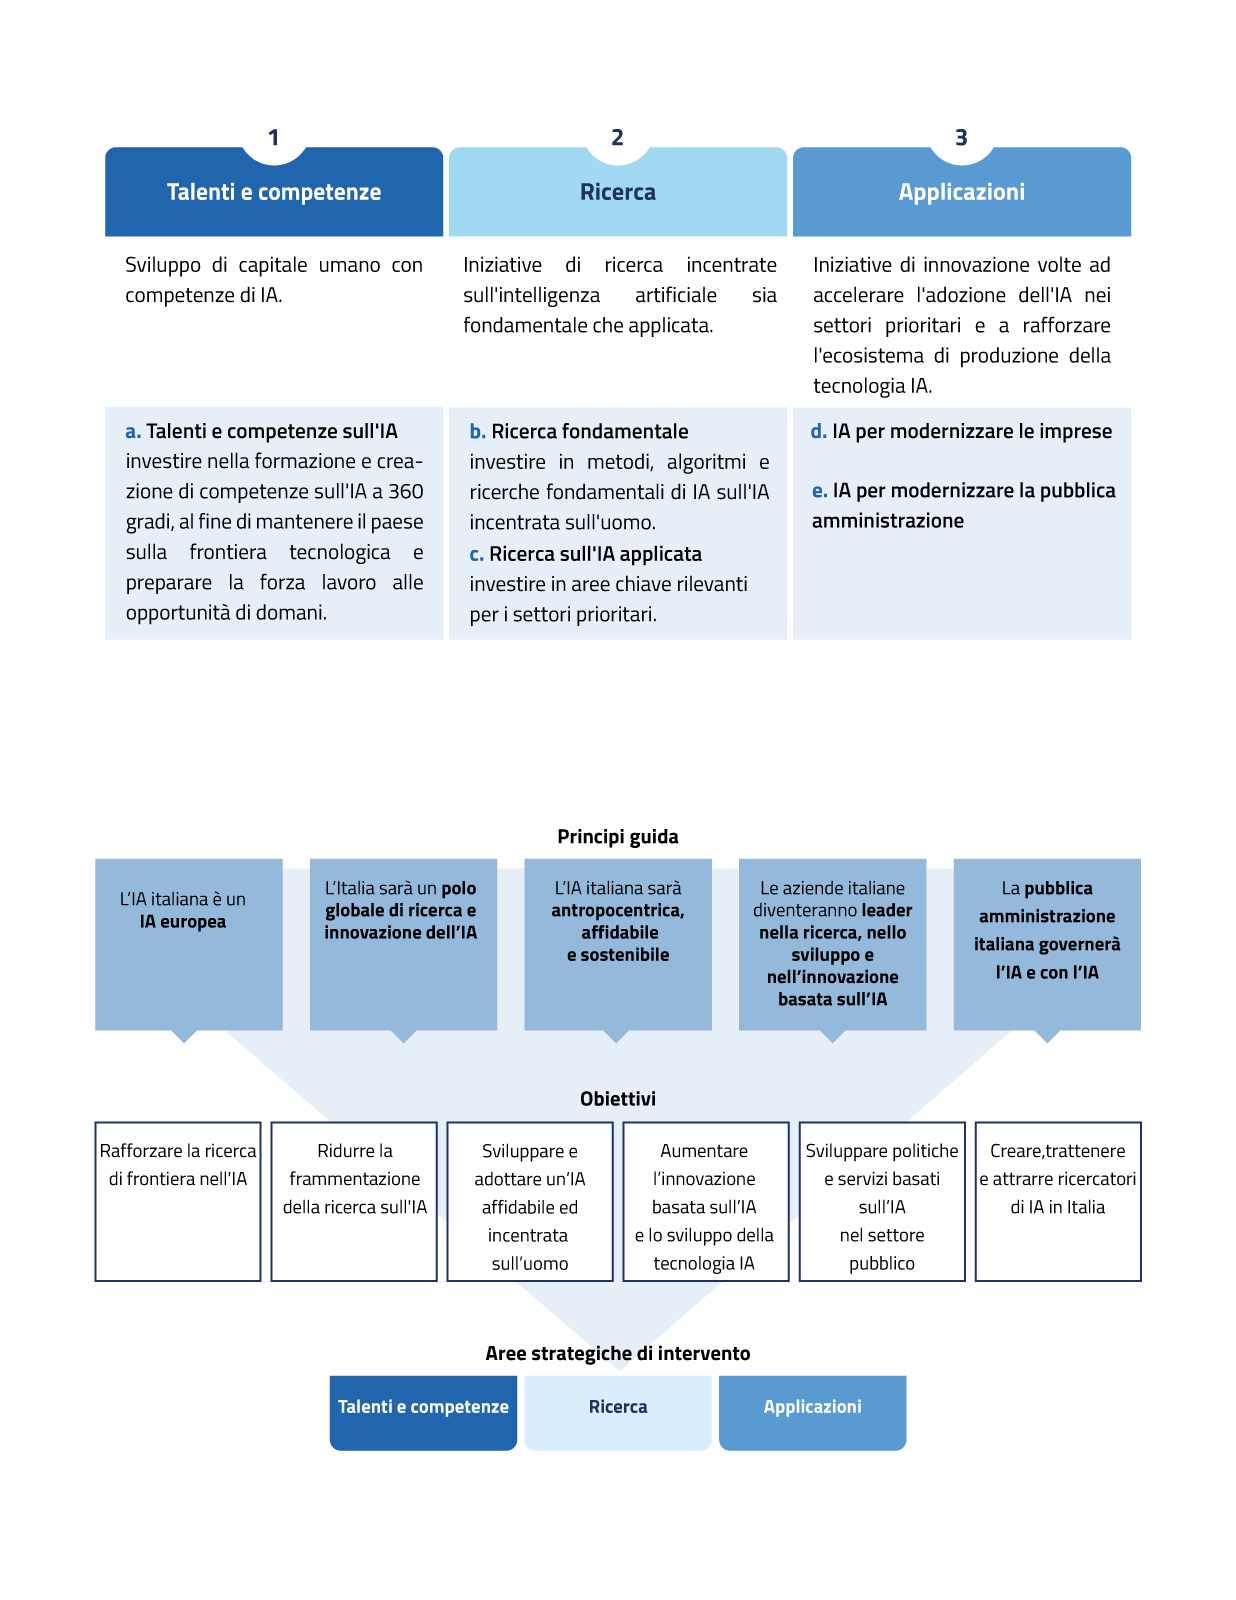 1
Talenti e competenze
Sviluppo di capitale umano con
competenze di IA.
a. Talenti e competenze sull'IA
investire nella formazione e crea-
zione di competenze sull'IA a 360
gradi, al fine di mantenere il paese
sulla frontiera tecnologica e
preparare la forza lavoro alle
opportunità di domani.
2
Ricerca
Iniziative di ricerca incentrate
sull'intelligenza artificiale sia
fondamentale che applicata.
b. Ricerca fondamentale
investire in metodi, algoritmi e
ricerche fondamentali di IA sull'IA
incentrata sull'uomo.
c. Ricerca sull'IA applicata
investire in aree chiave rilevanti
per i settori prioritari.
3
Applicazioni
Iniziative di innovazione volte ad
accelerare l'adozione dell'IA nei
settori prioritari e a rafforzare
l'ecosistema di produzione della
tecnologia IA.
d. IA per modernizzare le imprese
e. IA per modernizzare la pubblica
amministrazione
Principi guida
L’IA italiana è un
IA europea
L’Italia sarà un polo
globale di ricerca e
innovazione dell’IA
L’IA italiana sarà
antropocentrica,
affidabile
e sostenibile
Le aziende italiane
diventeranno leader
nella ricerca, nello
sviluppo e
nell’innovazione
basata sull’IA
La pubblica
amministrazione
italiana governerà
l’IA e con l’IA
Obiettivi
Rafforzare la ricerca
di frontiera nell'IA
Ridurre la
frammentazione
della ricerca sull'IA
Sviluppare e
adottare un’IA
affidabile ed
incentrata
sull’uomo
Aumentare
l’innovazione
basata sull’IA
e lo sviluppo della
tecnologia IA
Sviluppare politiche
e servizi basati
sull’IA
nel settore
pubblico
Creare,trattenere
e attrarre ricercatori
di IA in Italia
Aree strategiche di intervento
Talenti e competenze
Ricerca
Applicazioni